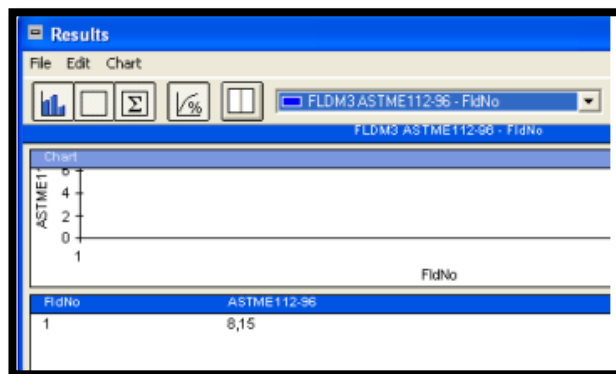 Results
File Edit Chart
Σ % FLDM3 ASTME112-96 - FldNo
FLDM3 ASTME112-96 - FldNo
Chart
ASTME11
6
4
2
0
1
FldNo
FldNo ASTME112-96
1 8,15